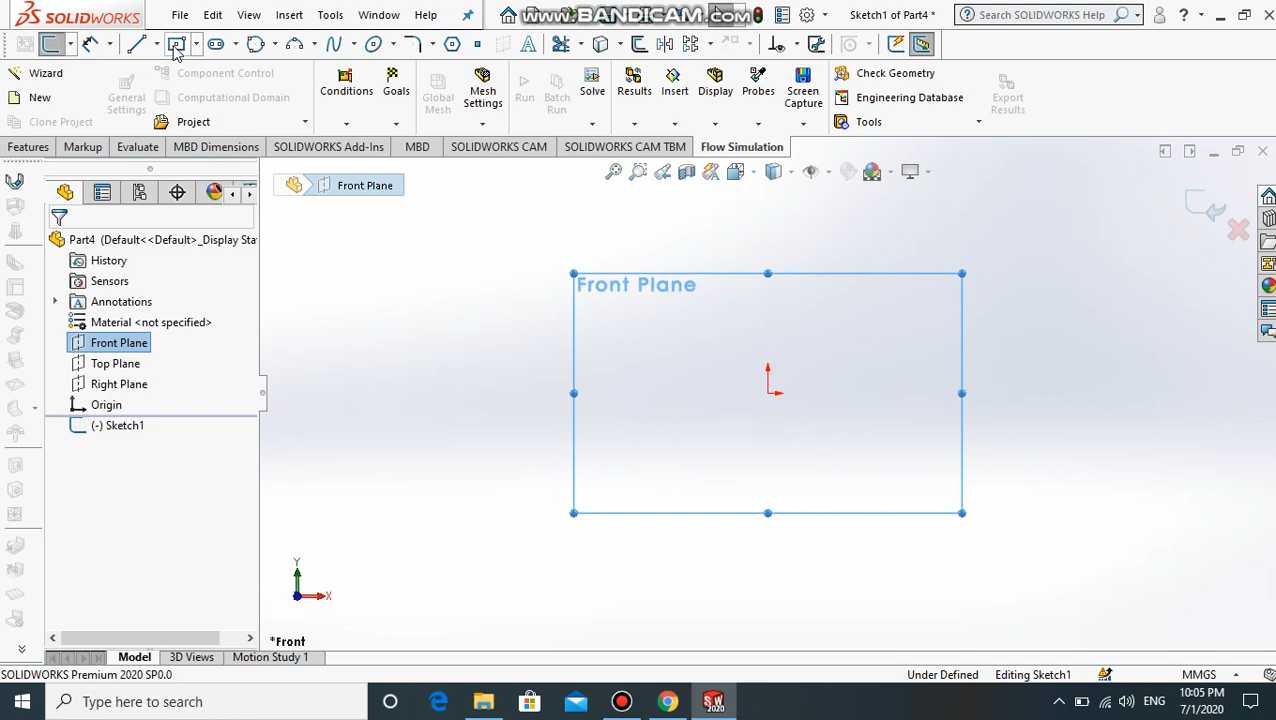 SOLIDWORKS File Edit View Insert Tools Window Help www.BANDICAM.com Sketch1 of Part4 * Search SOLIDWORKS Help
Wizard
New
Clone Project
General Settings
Component Control
Computational Domain
Project
Conditions
Goals
Global Mesh
Mesh Settings
Run
Batch Run
Solve
Results
Insert
Display
Probes
Screen Capture
Check Geometry
Engineering Database
Tools
Export Results
Features Markup Evaluate MBD Dimensions SOLIDWORKS Add-Ins MBD SOLIDWORKS CAM SOLIDWORKS CAM TBM Flow Simulation
Front Plane
Part4 (Default<<Default>_Display Sta
History
Sensors
Annotations
Material <not specified>
Front Plane
Top Plane
Right Plane
Origin
(-) Sketch1
Front Plane
Y
X
*Front
Model 3D Views Motion Study 1
SOLIDWORKS Premium 2020 SP0.0 Under Defined Editing Sketch1 MMGS
Type here to search ENG 10:05 PM
7/1/2020